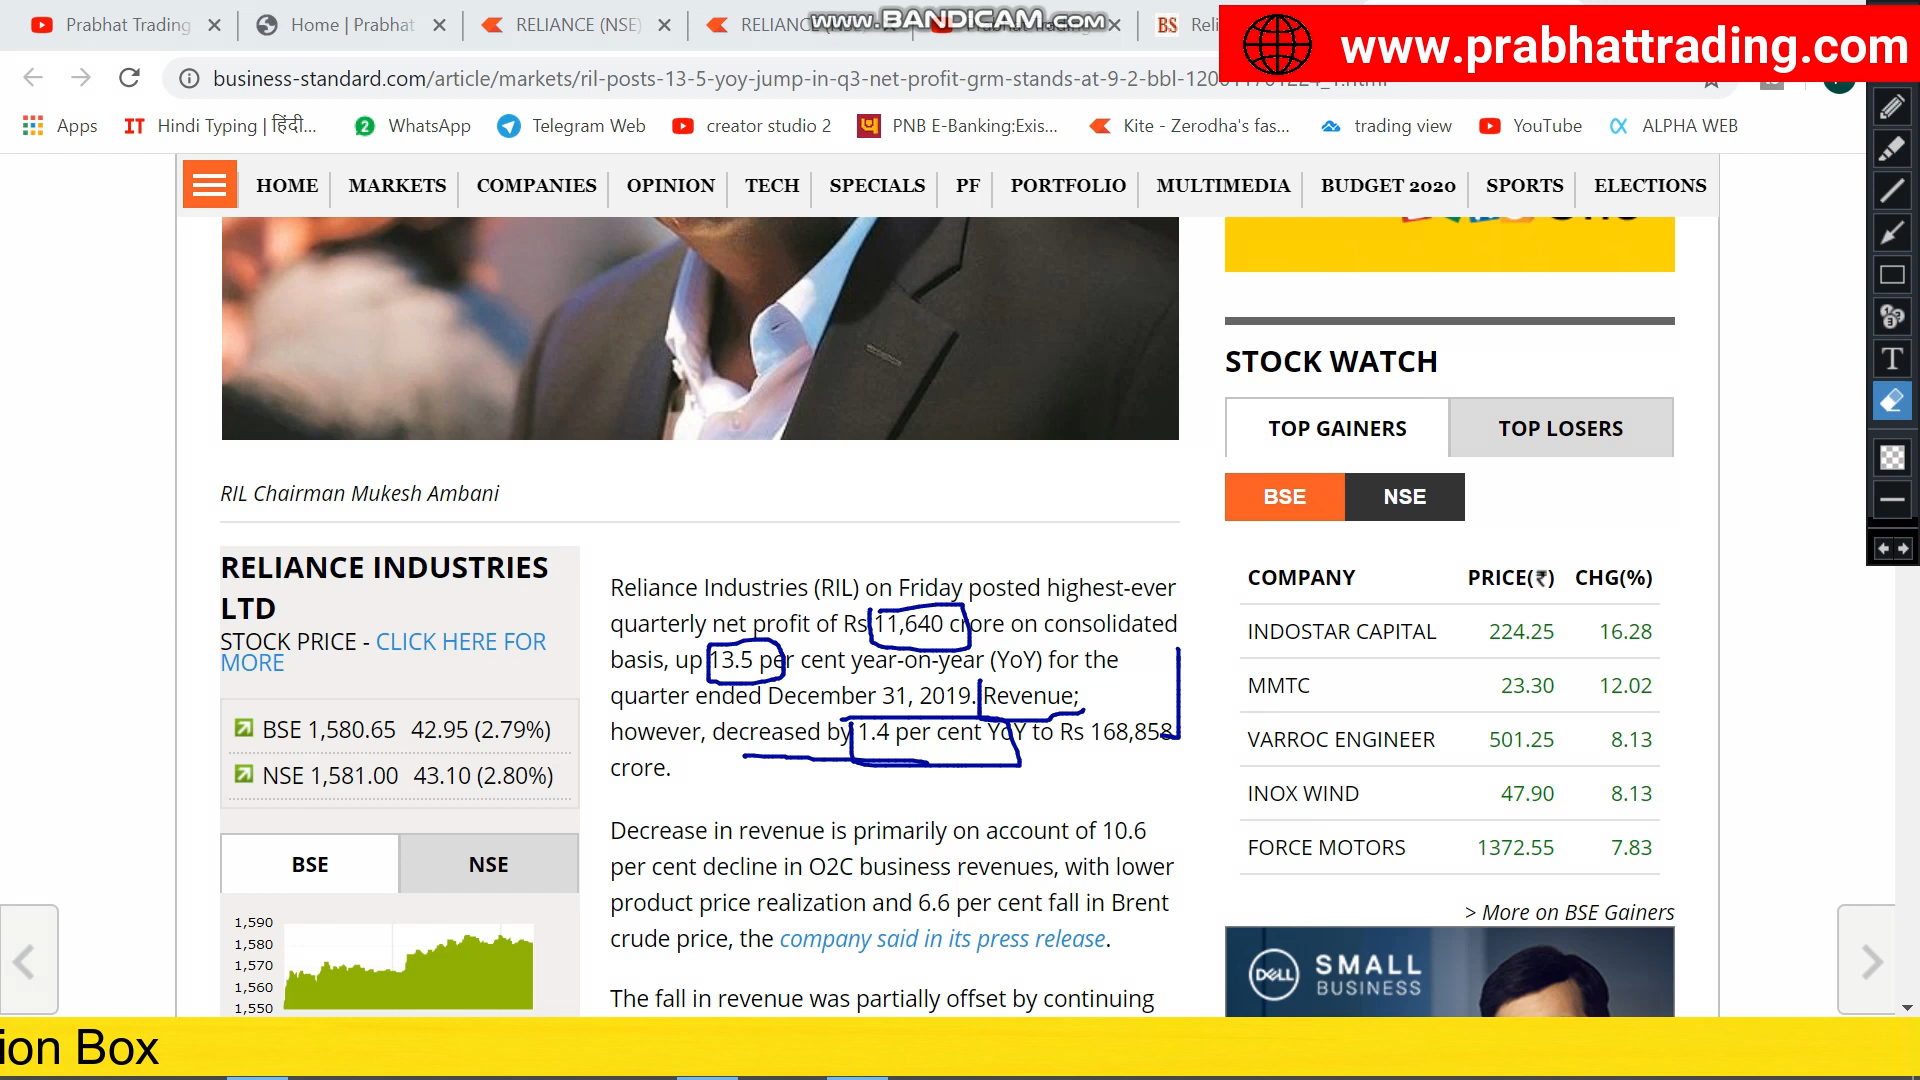 Prabhat Trading
Home | Prabhat
RELIANCE (NSE)
WWW.BANDICAM.COM
BS
www.prabhattrading.com
business-standard.com/article/markets/ril-posts-13-5-yoy-jump-in-q3-net-profit-grm-stands-at-9-2-bbl-
Apps
IT Hindi Typing | हिंदी...
2 WhatsApp
Telegram Web
creator studio 2
PNB E-Banking:Exis...
Kite - Zerodha's fas...
trading view
YouTube
ALPHA WEB
HOME
MARKETS
COMPANIES
OPINION
TECH
SPECIALS
PF
PORTFOLIO
MULTIMEDIA
BUDGET 2020
SPORTS
ELECTIONS
RIL Chairman Mukesh Ambani
RELIANCE INDUSTRIES
LTD
STOCK PRICE - CLICK HERE FOR
MORE
BSE 1,580.65 42.95 (2.79%)
NSE 1,581.00 43.10 (2.80%)
BSE
NSE
1,590
1,580
1,570
1,560
1,550
Reliance Industries (RIL) on Friday posted highest-ever
quarterly net profit of Rs 11,640 crore on consolidated
basis, up 13.5 per cent year-on-year (YoY) for the
quarter ended December 31, 2019. Revenue;
however, decreased by 1.4 per cent YoY to Rs 168,858
crore.
Decrease in revenue is primarily on account of 10.6
per cent decline in O2C business revenues, with lower
product price realization and 6.6 per cent fall in Brent
crude price, the company said in its press release.
The fall in revenue was partially offset by continuing
STOCK WATCH
TOP GAINERS
TOP LOSERS
BSE
NSE
COMPANY PRICE(₹) CHG(%)
INDOSTAR CAPITAL 224.25 16.28
MMTC 23.30 12.02
VARROC ENGINEER 501.25 8.13
INOX WIND 47.90 8.13
FORCE MOTORS 1372.55 7.83
> More on BSE Gainers
DELL
SMALL
BUSINESS
T
ion Box